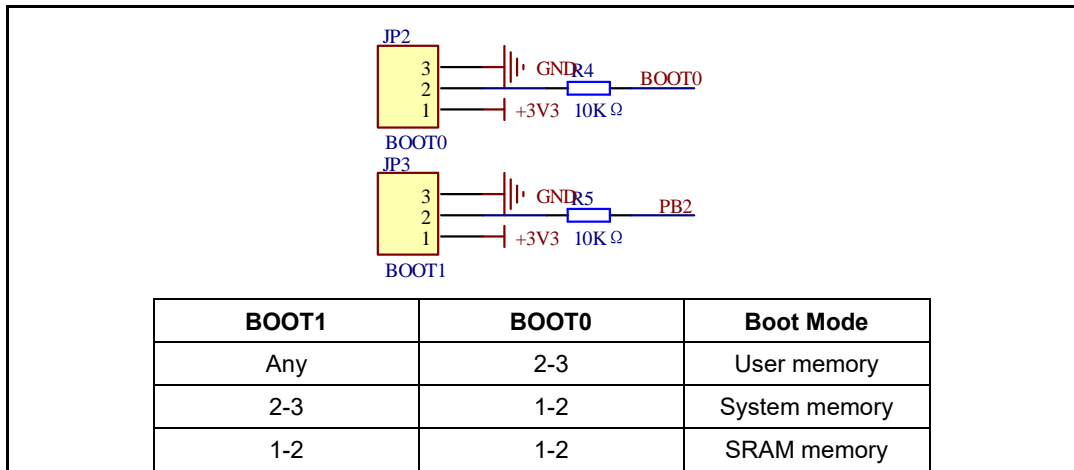 JP2
3 GND R4 BOOT0
2
1 +3V3 10KΩ
BOOT0
JP3
3 GND R5 PB2
2
1 +3V3 10KΩ
BOOT1
BOOT1 BOOT0 Boot Mode
Any 2-3 User memory
2-3 1-2 System memory
1-2 1-2 SRAM memory